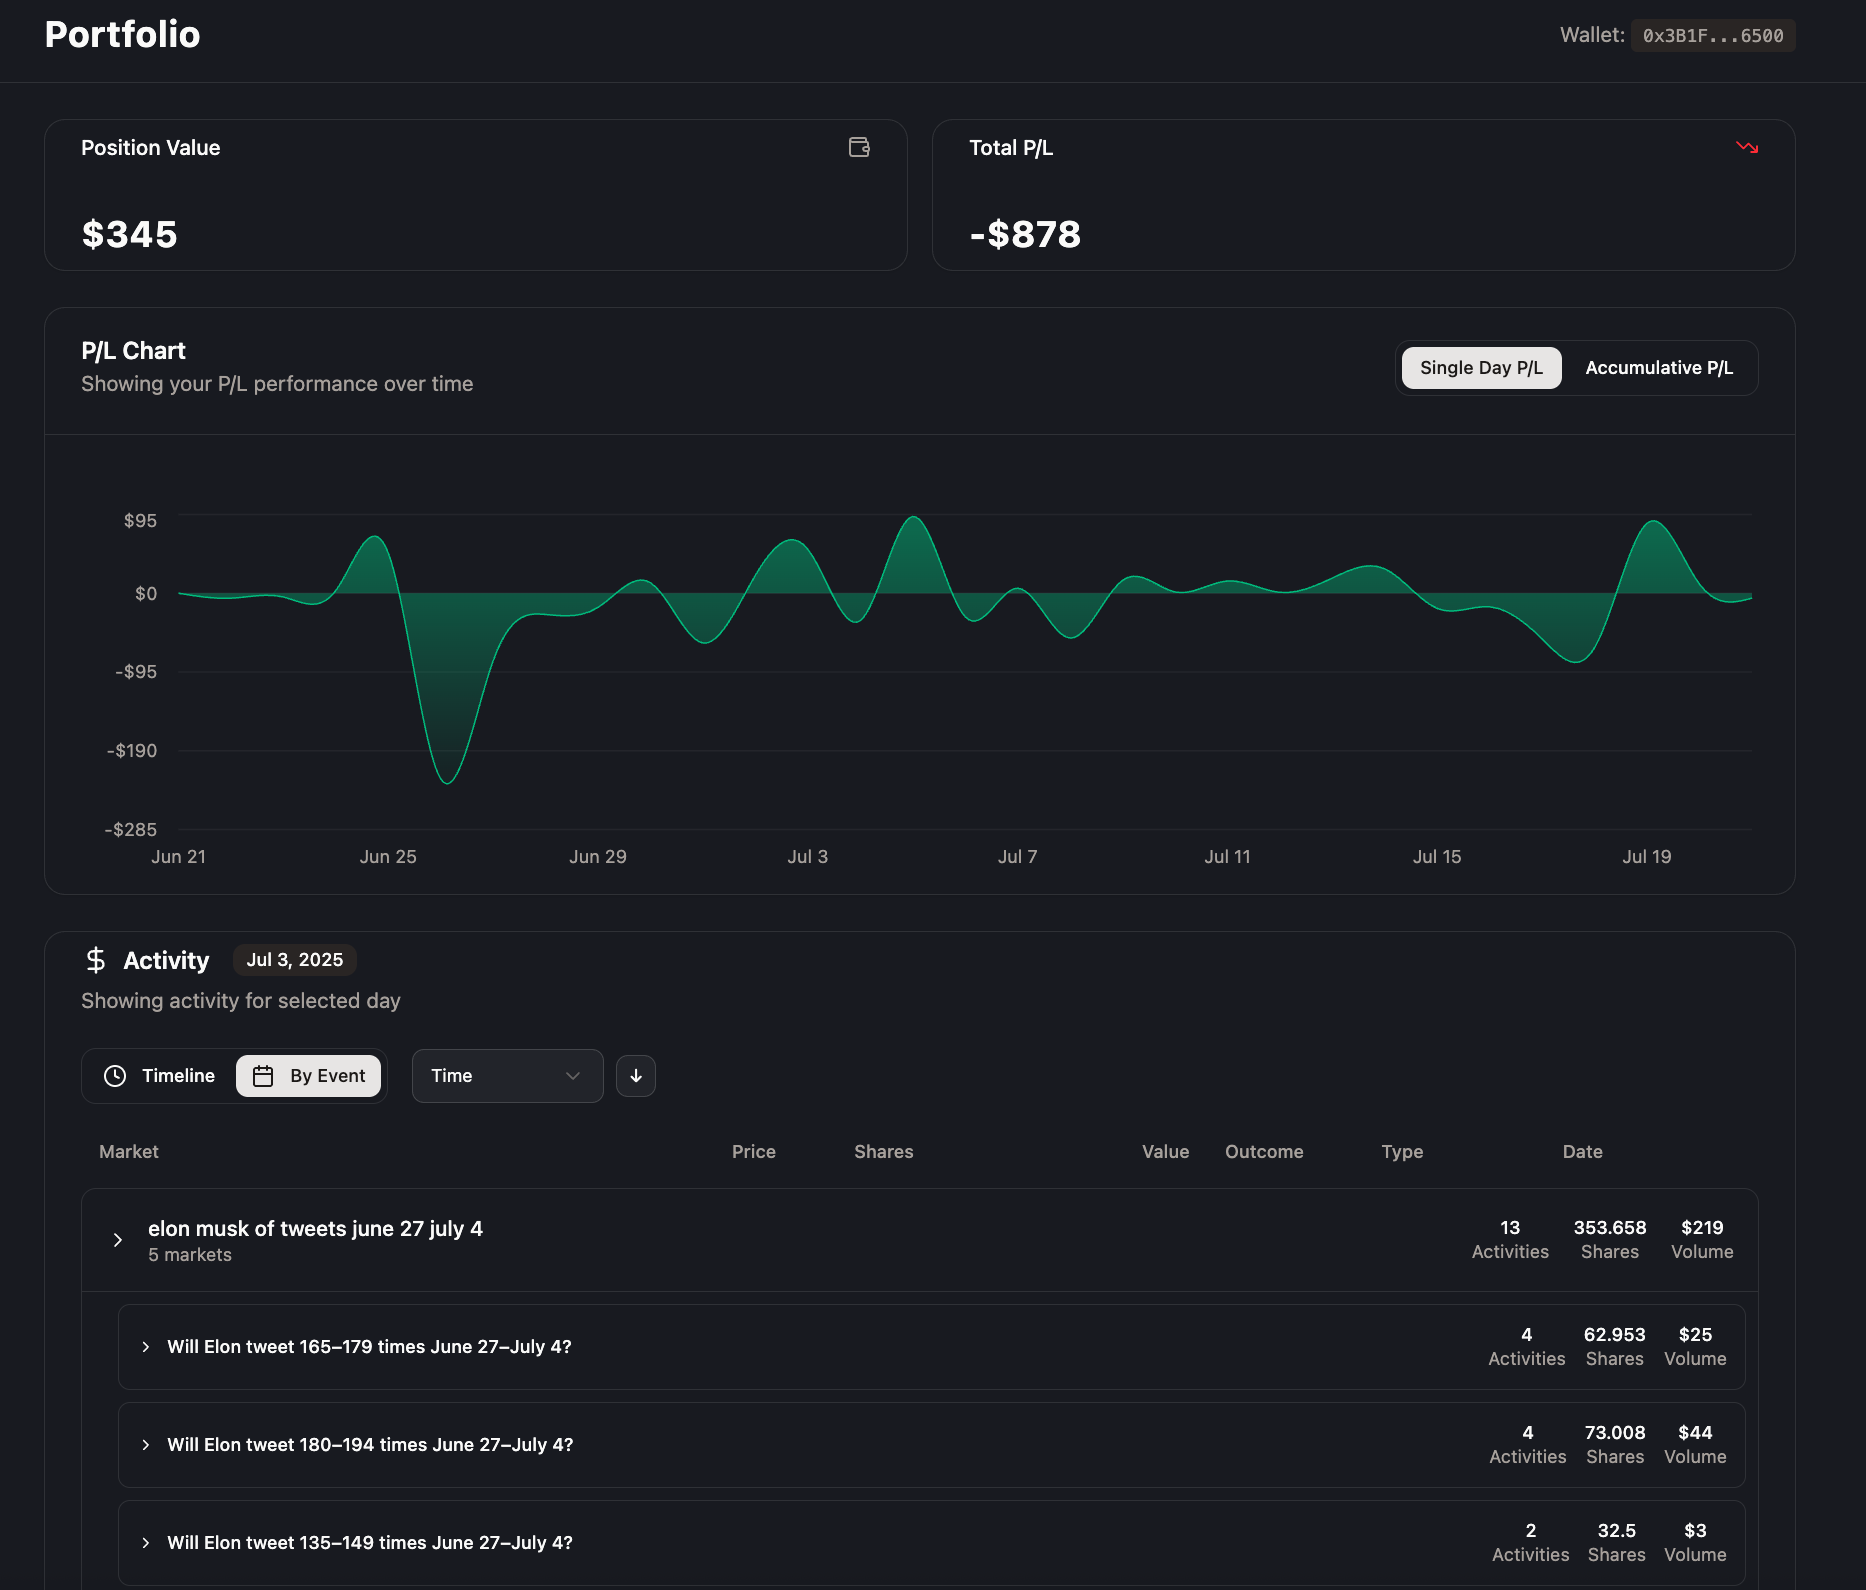 Portfolio
Wallet: 0x3B1F...6500
Position Value
$345
Total P/L
-$878
P/L Chart
Showing your P/L performance over time
Single Day P/L
Accumulative P/L
$95
$0
-$95
-$190
-$285
Jun 21 Jun 25 Jun 29 Jul 3 Jul 7 Jul 11 Jul 15 Jul 19
Activity Jul 3, 2025
Showing activity for selected day
Timeline By Event Time
Market Price Shares Value Outcome Type Date
elon musk of tweets june 27 july 4
5 markets
13 353.658 $219
Activities Shares Volume
Will Elon tweet 165–179 times June 27–July 4?
4 62.953 $25
Activities Shares Volume
Will Elon tweet 180–194 times June 27–July 4?
4 73.008 $44
Activities Shares Volume
Will Elon tweet 135–149 times June 27–July 4?
2 32.5 $3
Activities Shares Volume